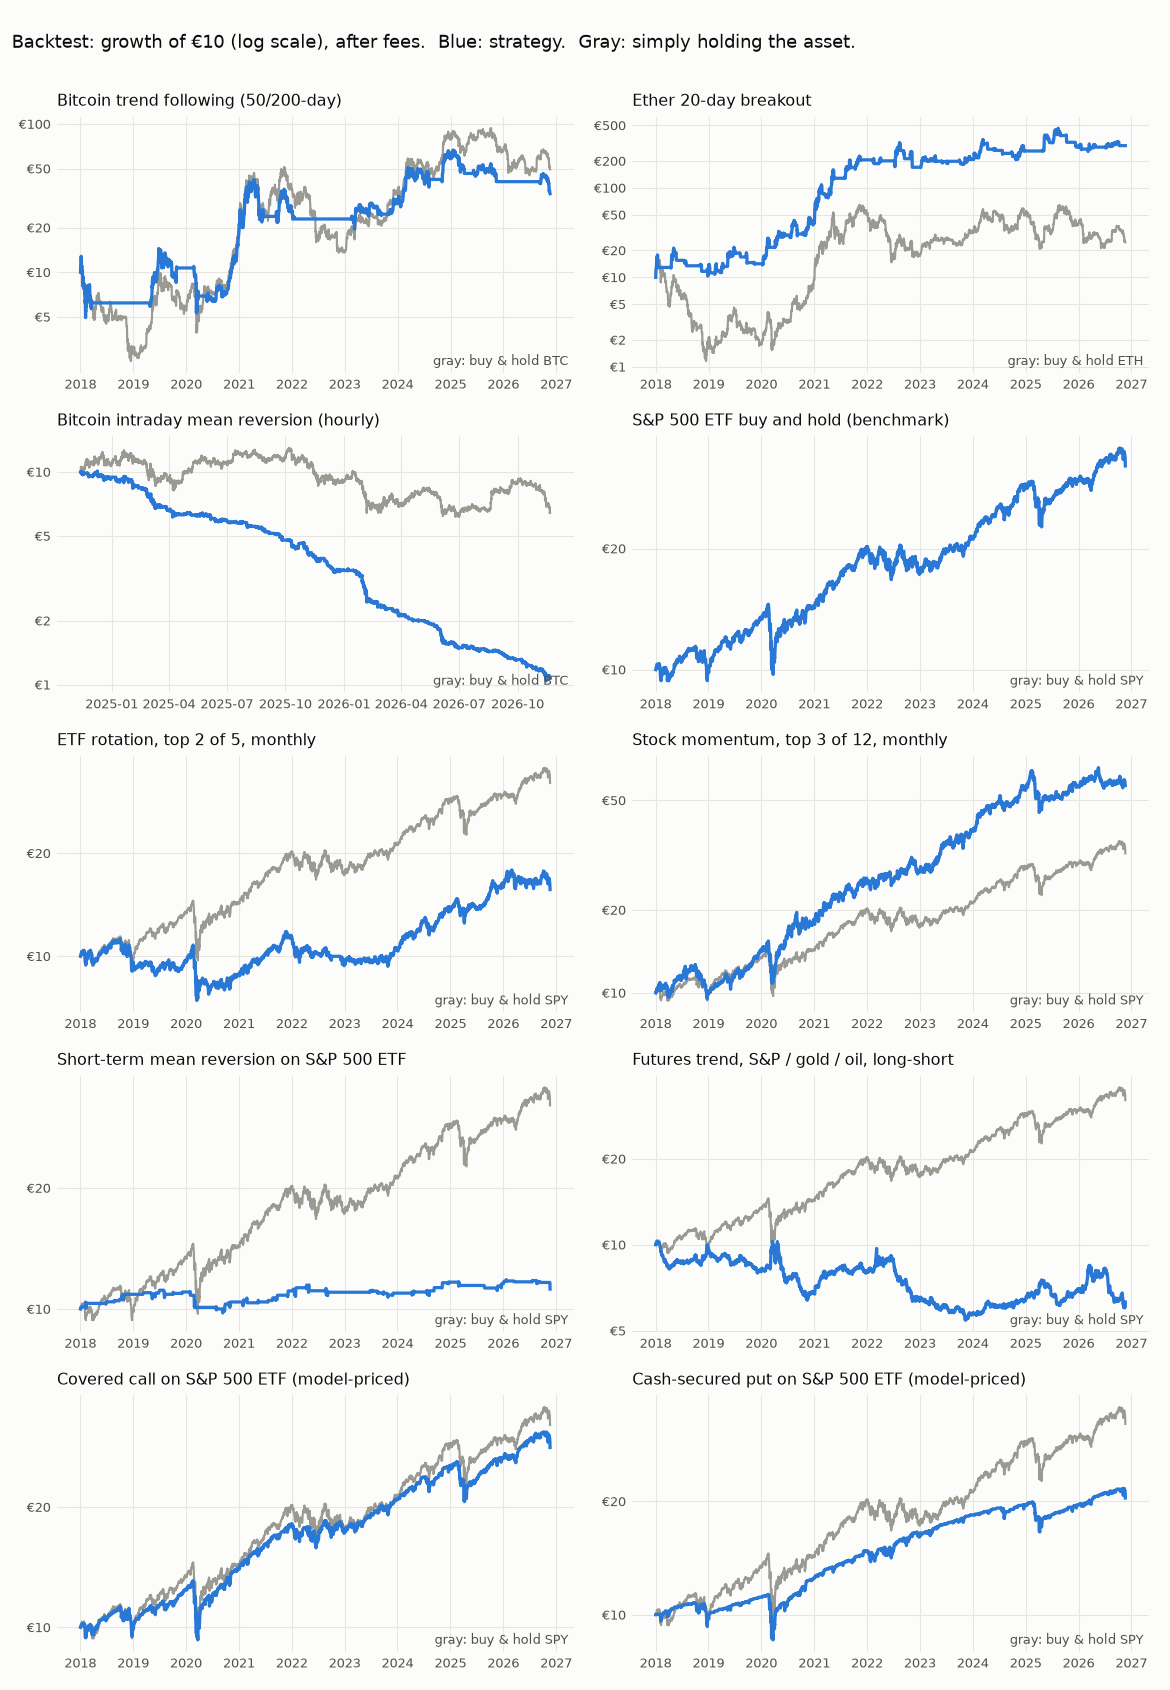 Backtest: growth of €10 (log scale), after fees.  Blue: strategy.  Gray: simply holding the asset.
Bitcoin trend following (50/200-day)
€100
€50
€20
€10
€5
gray: buy & hold BTC
2018 2019 2020 2021 2022 2023 2024 2025 2026 2027
Ether 20-day breakout
€500
€200
€100
€50
€20
€10
€5
€2
€1
gray: buy & hold ETH
2018 2019 2020 2021 2022 2023 2024 2025 2026 2027
Bitcoin intraday mean reversion (hourly)
€10
€5
€2
€1
gray: buy & hold BTC
2025-01 2025-04 2025-07 2025-10 2026-01 2026-04 2026-07 2026-10
S&P 500 ETF buy and hold (benchmark)
€20
€10
gray: buy & hold SPY
2018 2019 2020 2021 2022 2023 2024 2025 2026 2027
ETF rotation, top 2 of 5, monthly
€20
€10
gray: buy & hold SPY
2018 2019 2020 2021 2022 2023 2024 2025 2026 2027
Stock momentum, top 3 of 12, monthly
€50
€20
€10
gray: buy & hold SPY
2018 2019 2020 2021 2022 2023 2024 2025 2026 2027
Short-term mean reversion on S&P 500 ETF
€20
€10
gray: buy & hold SPY
2018 2019 2020 2021 2022 2023 2024 2025 2026 2027
Futures trend, S&P / gold / oil, long-short
€20
€10
€5
gray: buy & hold SPY
2018 2019 2020 2021 2022 2023 2024 2025 2026 2027
Covered call on S&P 500 ETF (model-priced)
€20
€10
gray: buy & hold SPY
2018 2019 2020 2021 2022 2023 2024 2025 2026 2027
Cash-secured put on S&P 500 ETF (model-priced)
€20
€10
gray: buy & hold SPY
2018 2019 2020 2021 2022 2023 2024 2025 2026 2027